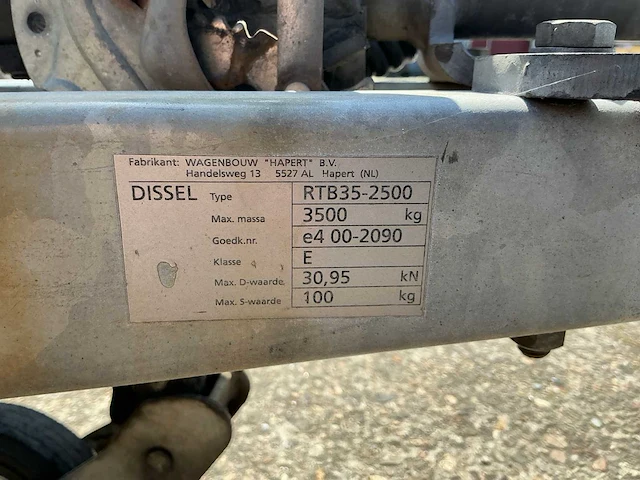 Fabrikant: WAGENBOUW "HAPERT" B.V.
Handelsweg 13 5527 AL Hapert (NL)
DISSEL Type RTB35-2500
Max. massa 3500 kg
Goedk.nr. e4 00-2090
Klasse E
Max. D-waarde 30,95 kN
Max. S-waarde 100 kg